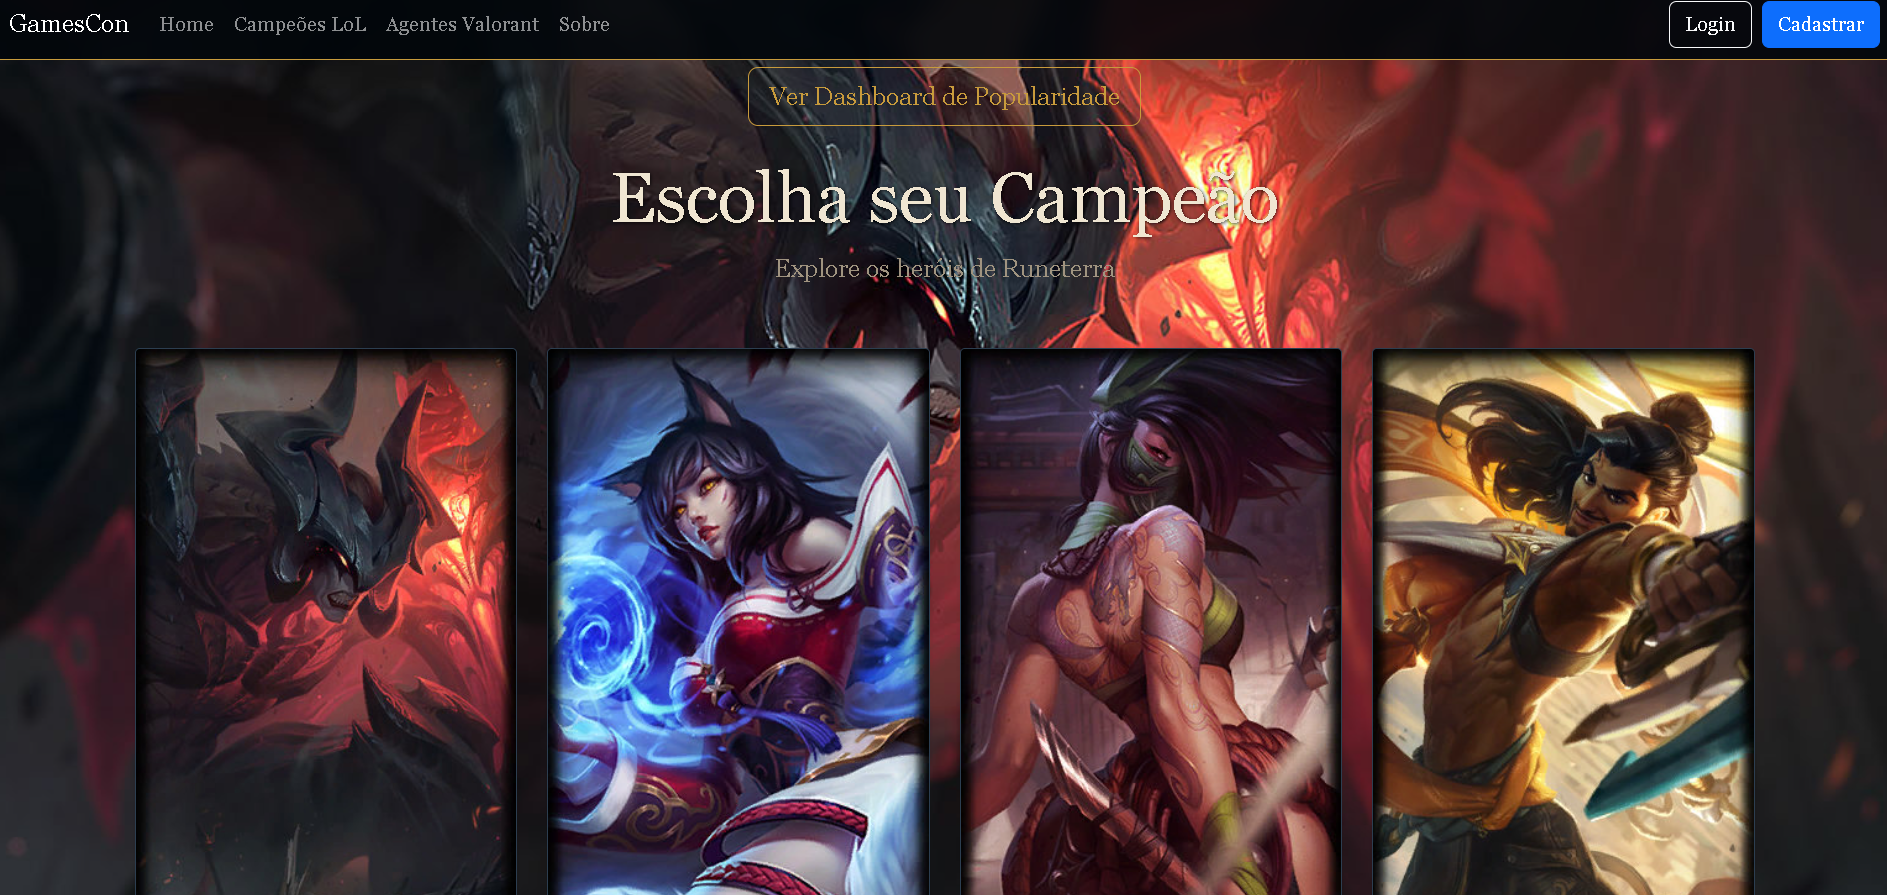 GamesCon Home Campeões LoL Agentes Valorant Sobre Login Cadastrar
Ver Dashboard de Popularidade
Escolha seu Campeão
Explore os heróis de Runeterra